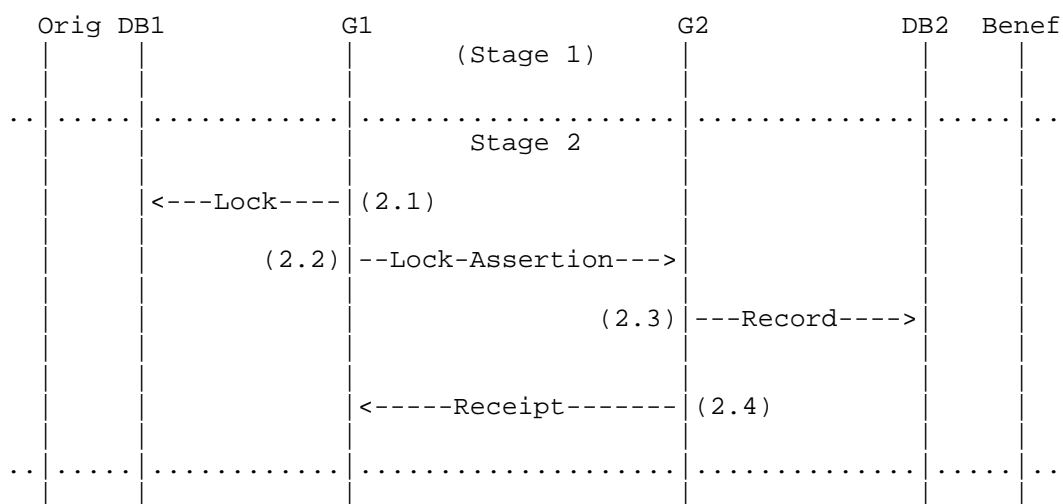 Orig DB1 G1 G2 DB2 Benef
(Stage 1)
Stage 2
<---Lock----|(2.1)
(2.2)|--Lock-Assertion--->
(2.3)|---Record---->
<-----Receipt-------|(2.4)